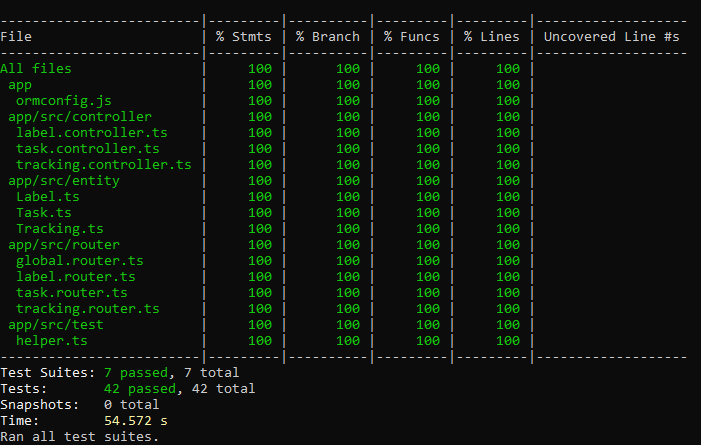 -------------------------|---------|----------|---------|---------|-------------------
File                     | % Stmts | % Branch | % Funcs | % Lines | Uncovered Line #s
-------------------------|---------|----------|---------|---------|-------------------
All files                |     100 |      100 |     100 |     100 |
 app                     |     100 |      100 |     100 |     100 |
  ormconfig.js           |     100 |      100 |     100 |     100 |
 app/src/controller      |     100 |      100 |     100 |     100 |
  label.controller.ts    |     100 |      100 |     100 |     100 |
  task.controller.ts     |     100 |      100 |     100 |     100 |
  tracking.controller.ts |     100 |      100 |     100 |     100 |
 app/src/entity          |     100 |      100 |     100 |     100 |
  Label.ts               |     100 |      100 |     100 |     100 |
  Task.ts                |     100 |      100 |     100 |     100 |
  Tracking.ts            |     100 |      100 |     100 |     100 |
 app/src/router          |     100 |      100 |     100 |     100 |
  global.router.ts       |     100 |      100 |     100 |     100 |
  label.router.ts        |     100 |      100 |     100 |     100 |
  task.router.ts         |     100 |      100 |     100 |     100 |
  tracking.router.ts     |     100 |      100 |     100 |     100 |
 app/src/test            |     100 |      100 |     100 |     100 |
  helper.ts              |     100 |      100 |     100 |     100 |
-------------------------|---------|----------|---------|---------|-------------------
Test Suites: 7 passed, 7 total
Tests:       42 passed, 42 total
Snapshots:   0 total
Time:        54.572 s
Ran all test suites.